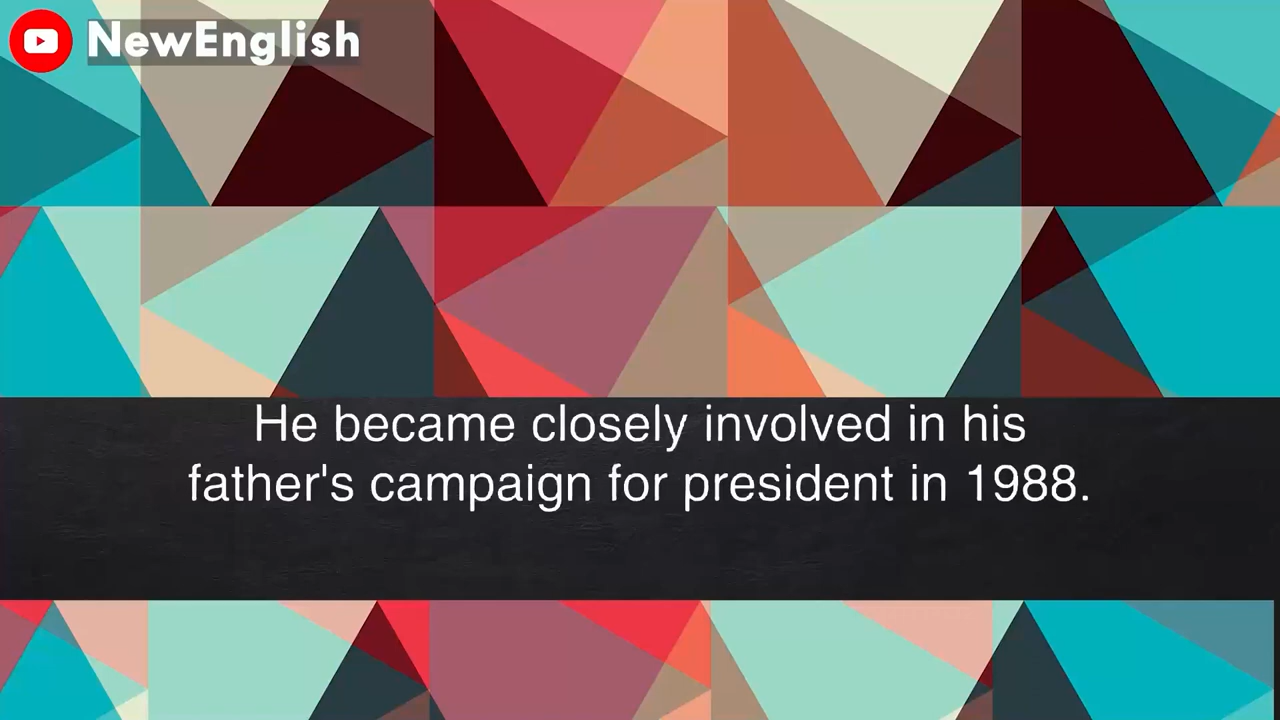 NewEnglish
He became closely involved in his
father's campaign for president in 1988.